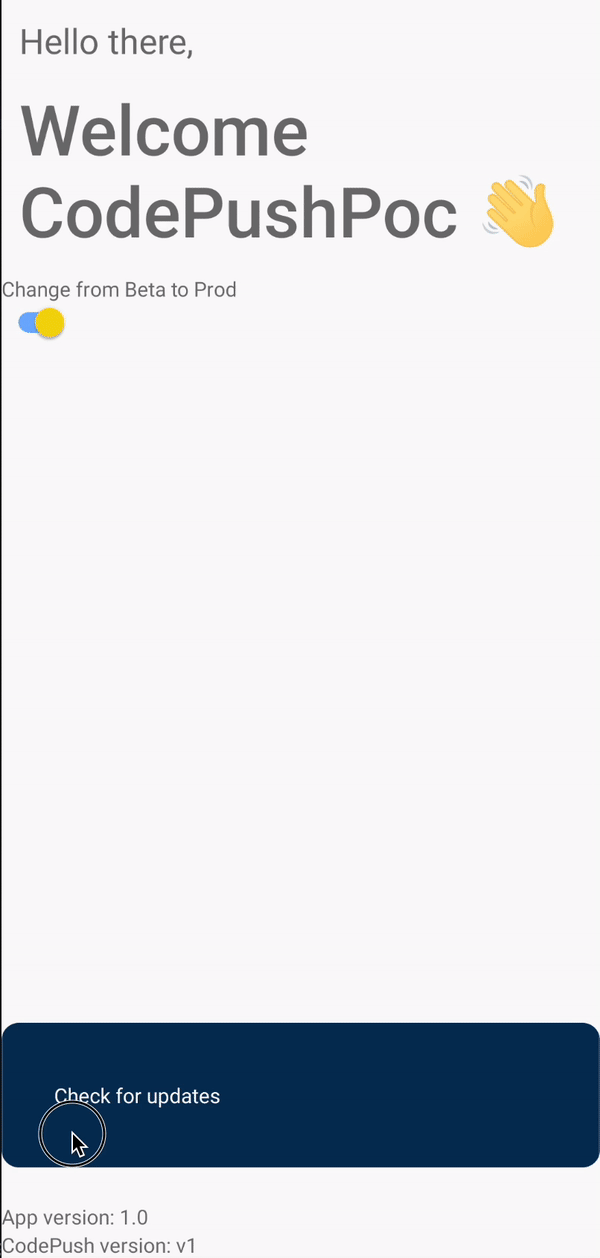 Hello there,
Welcome
CodePushPoc 👋
Change from Beta to Prod
Check for updates
App version: 1.0
CodePush version: v1